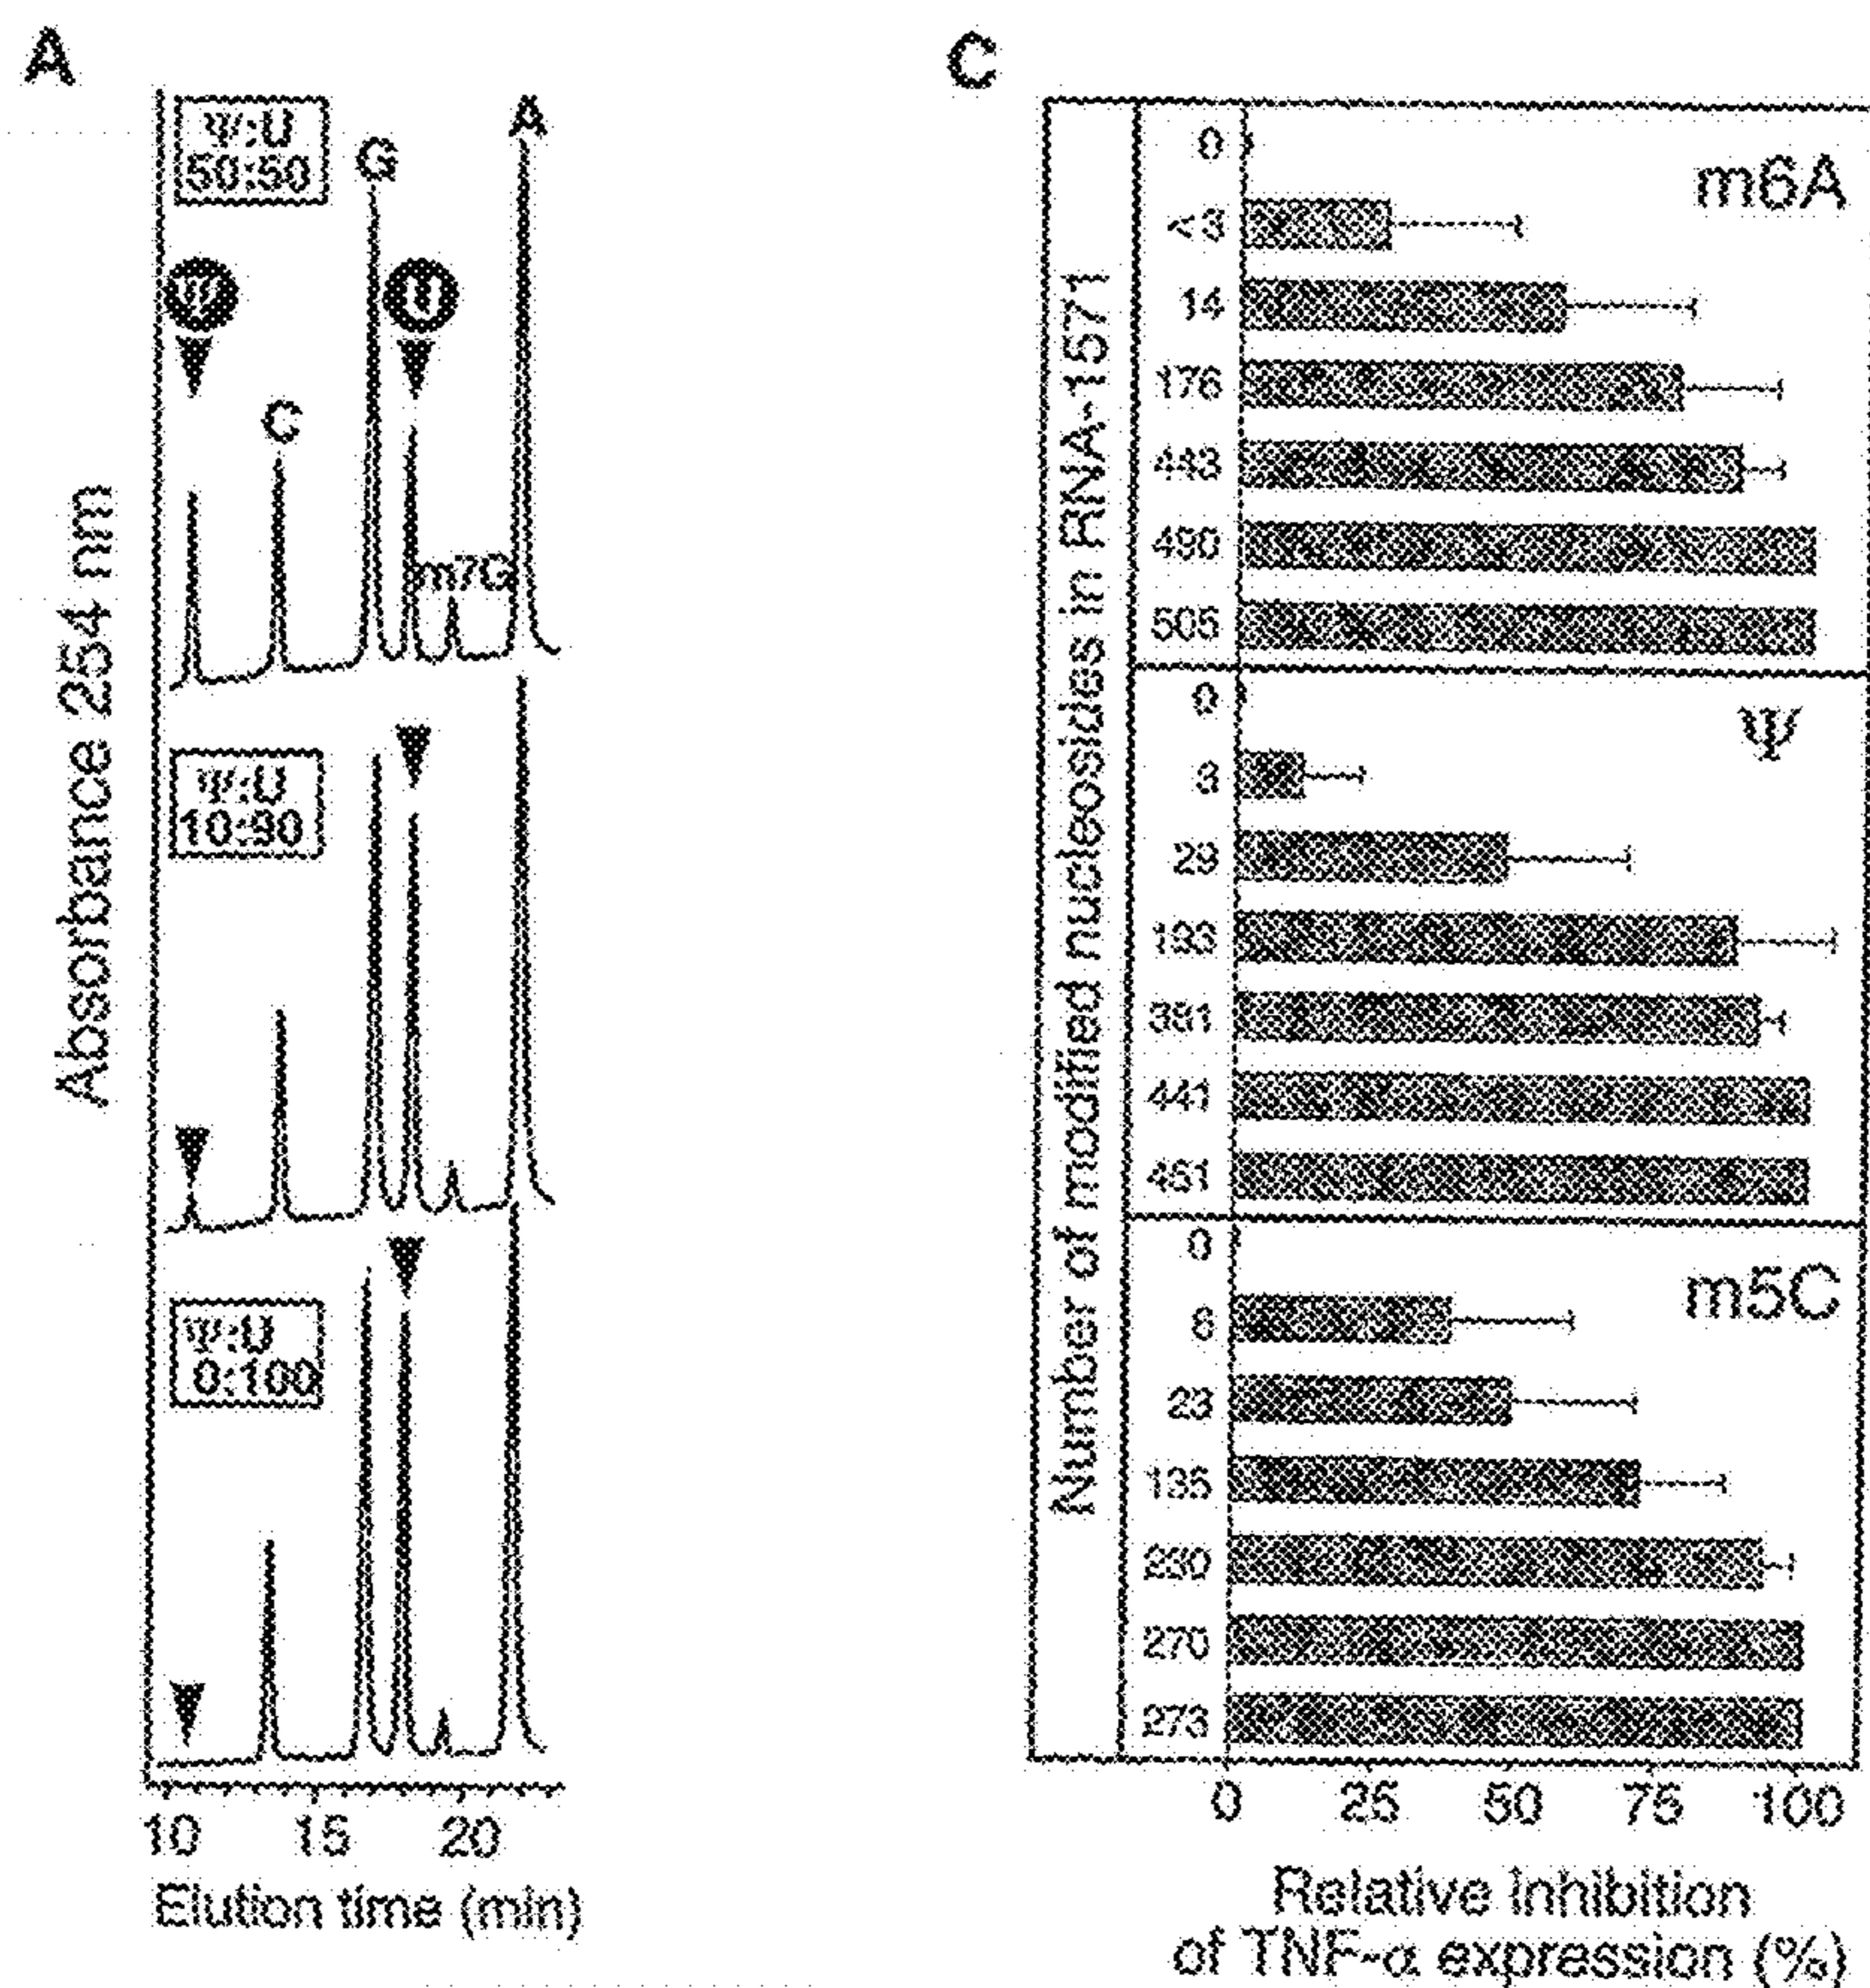 A
Ψ:U
50:50
Ψ
C
G
U
m7G
A
Absorbance 254 nm
Ψ:U
10:90
Ψ:U
0:100
10 15 20
Elution time (min)
C
Number of modified nucleosides in RNA-1571
m6A
0
<3
14
176
443
490
505
Ψ
0
3
29
193
381
441
451
m5C
0
6
23
135
230
270
273
0 25 50 75 100
Relative Inhibition
of TNF-α expression (%)